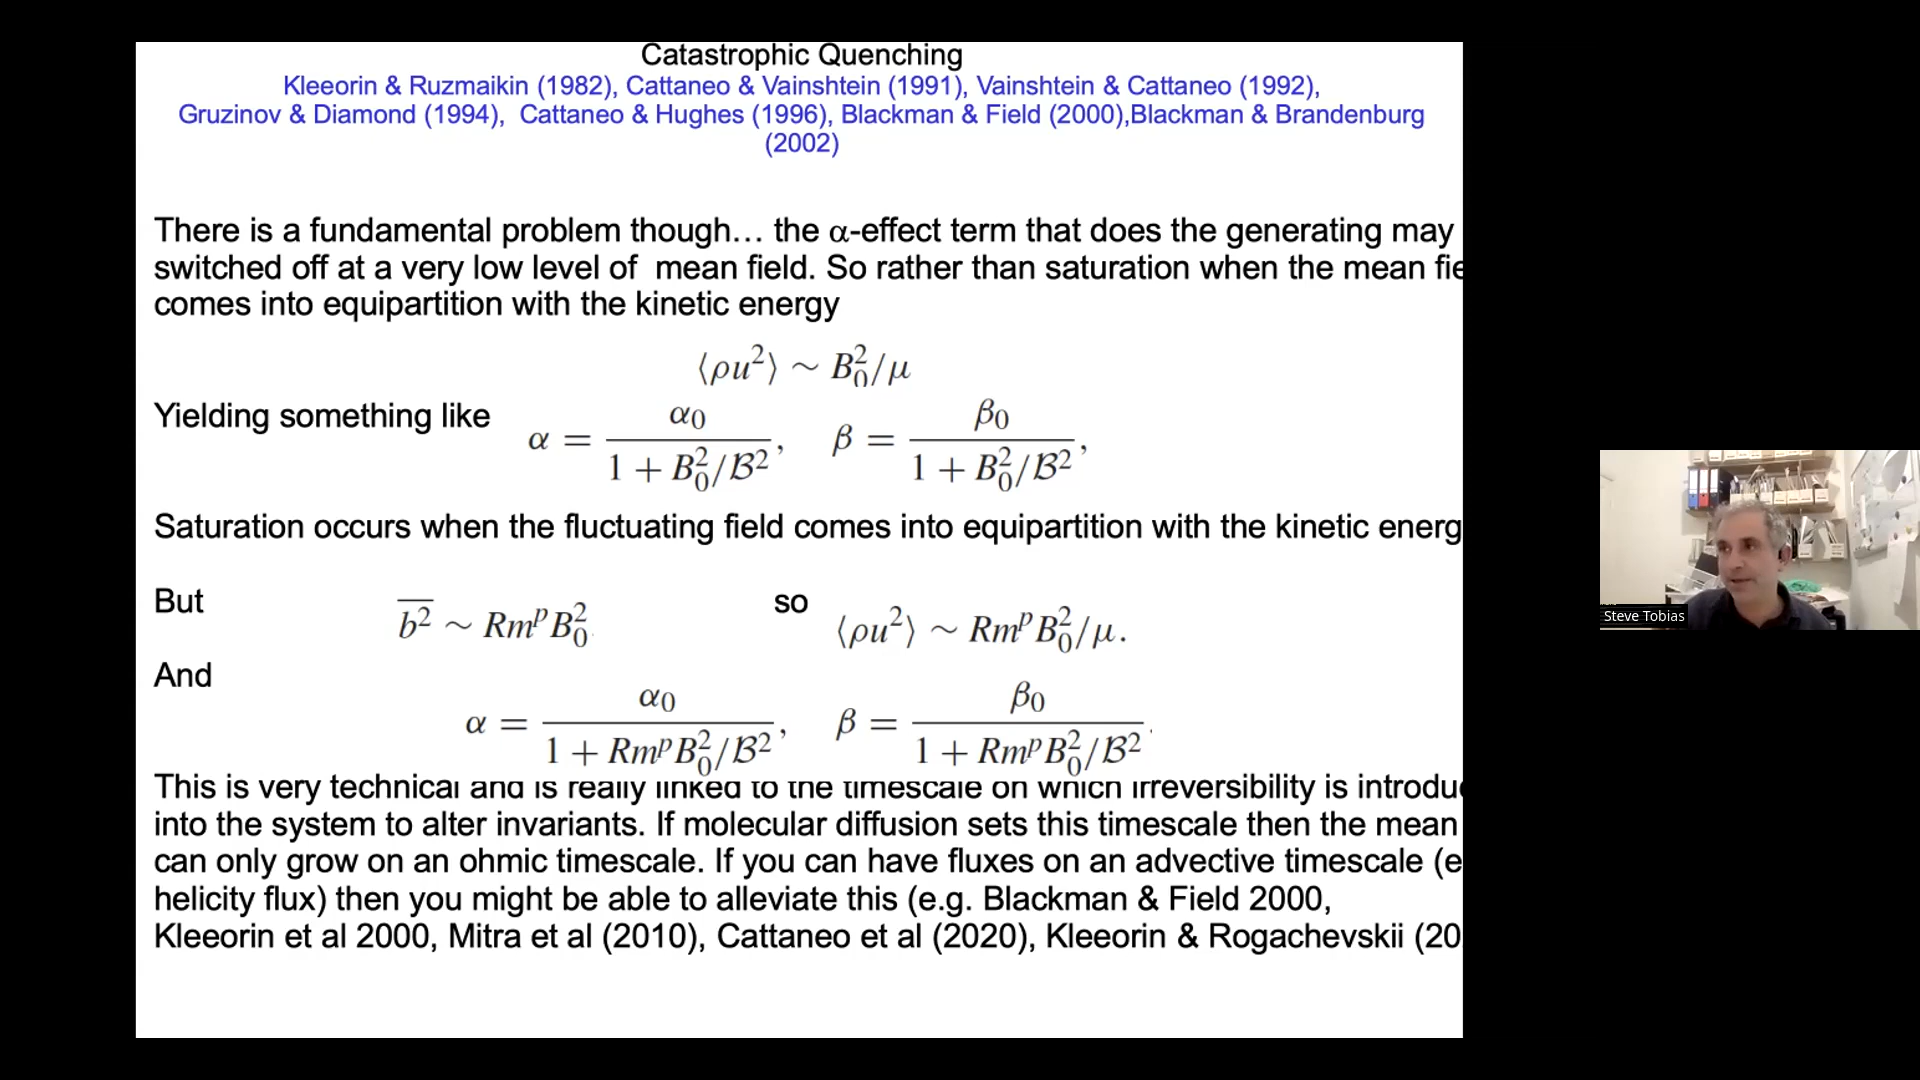 Catastrophic Quenching
Kleeorin & Ruzmaikin (1982), Cattaneo & Vainshtein (1991), Vainshtein & Cattaneo (1992),
Gruzinov & Diamond (1994), Cattaneo & Hughes (1996), Blackman & Field (2000),Blackman & Brandenburg
(2002)
There is a fundamental problem though… the α-effect term that does the generating may
switched off at a very low level of mean field. So rather than saturation when the mean fie
comes into equipartition with the kinetic energy
⟨ρu²⟩ ∼ B₀²/μ
Yielding something like
α = α₀ / (1 + B₀²/ℬ²), β = β₀ / (1 + B₀²/ℬ²),
Saturation occurs when the fluctuating field comes into equipartition with the kinetic energ
But b̅²̅ ∼ Rmᵖ B₀² so ⟨ρu²⟩ ∼ Rmᵖ B₀²/μ.
And
α = α₀ / (1 + Rmᵖ B₀²/ℬ²), β = β₀ / (1 + Rmᵖ B₀²/ℬ²)
This is very technical and is really linked to the timescale on which irreversibility is introdu
into the system to alter invariants. If molecular diffusion sets this timescale then the mean
can only grow on an ohmic timescale. If you can have fluxes on an advective timescale (e
helicity flux) then you might be able to alleviate this (e.g. Blackman & Field 2000,
Kleeorin et al 2000, Mitra et al (2010), Cattaneo et al (2020), Kleeorin & Rogachevskii (20
Steve Tobias